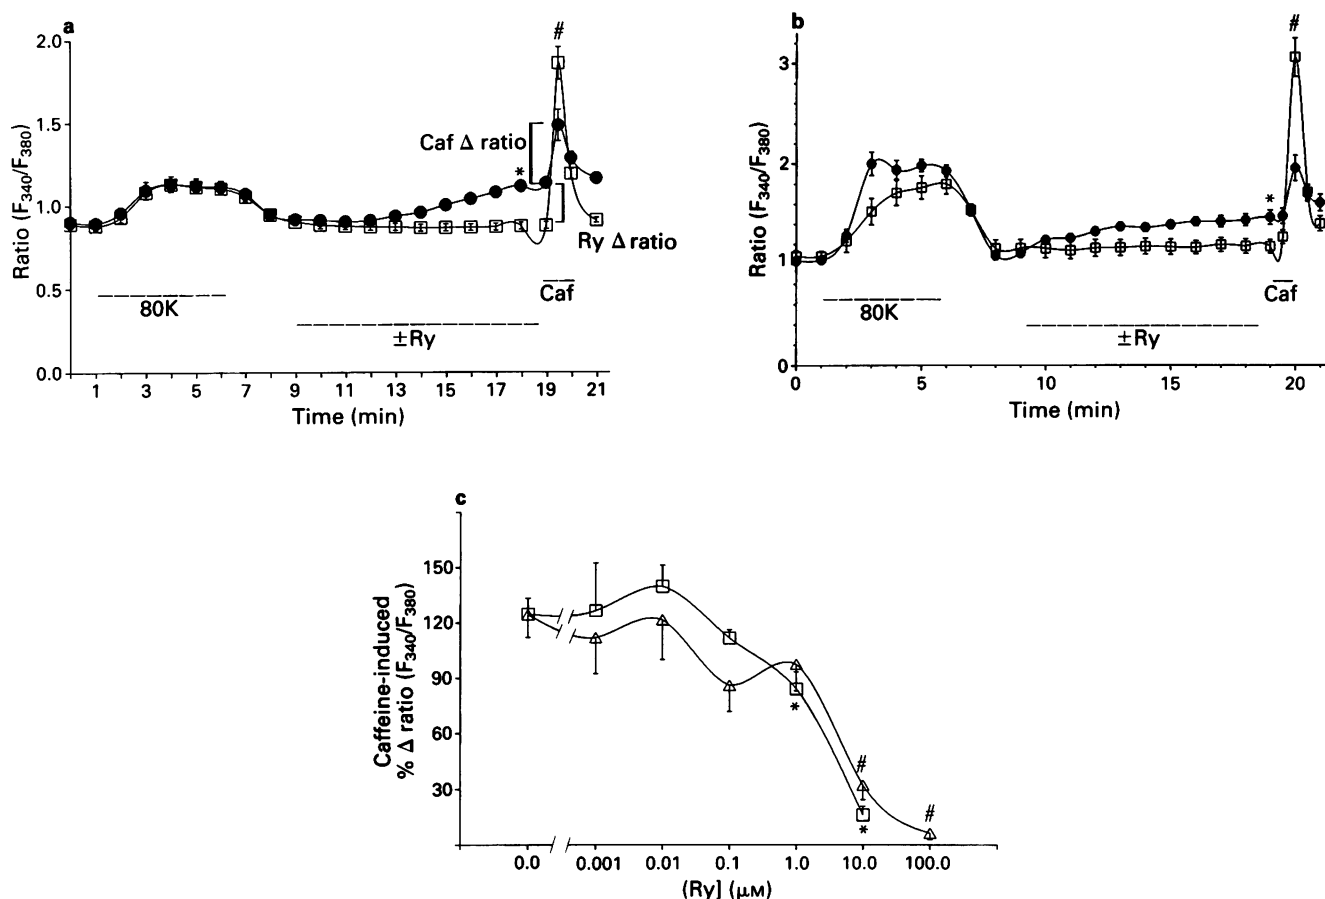 a
#
2.0
1.5
Caf Δ ratio
*
1.0
Ry Δ ratio
0.5
80K
Caf
±Ry
0.0
Ratio (F340/F380)
1 3 5 7 9 11 13 15 17 19 21
Time (min)
b
#
3
2
*
1
80K
Caf
±Ry
0
Ratio (F340/F380)
0 5 10 15 20
Time (min)
c
150
120
90
60
30
*
#
*
#
Caffeine-induced
% Δ ratio (F340/F380)
0.0 0.001 0.01 0.1 1.0 10.0 100.0
(Ry] (μM)